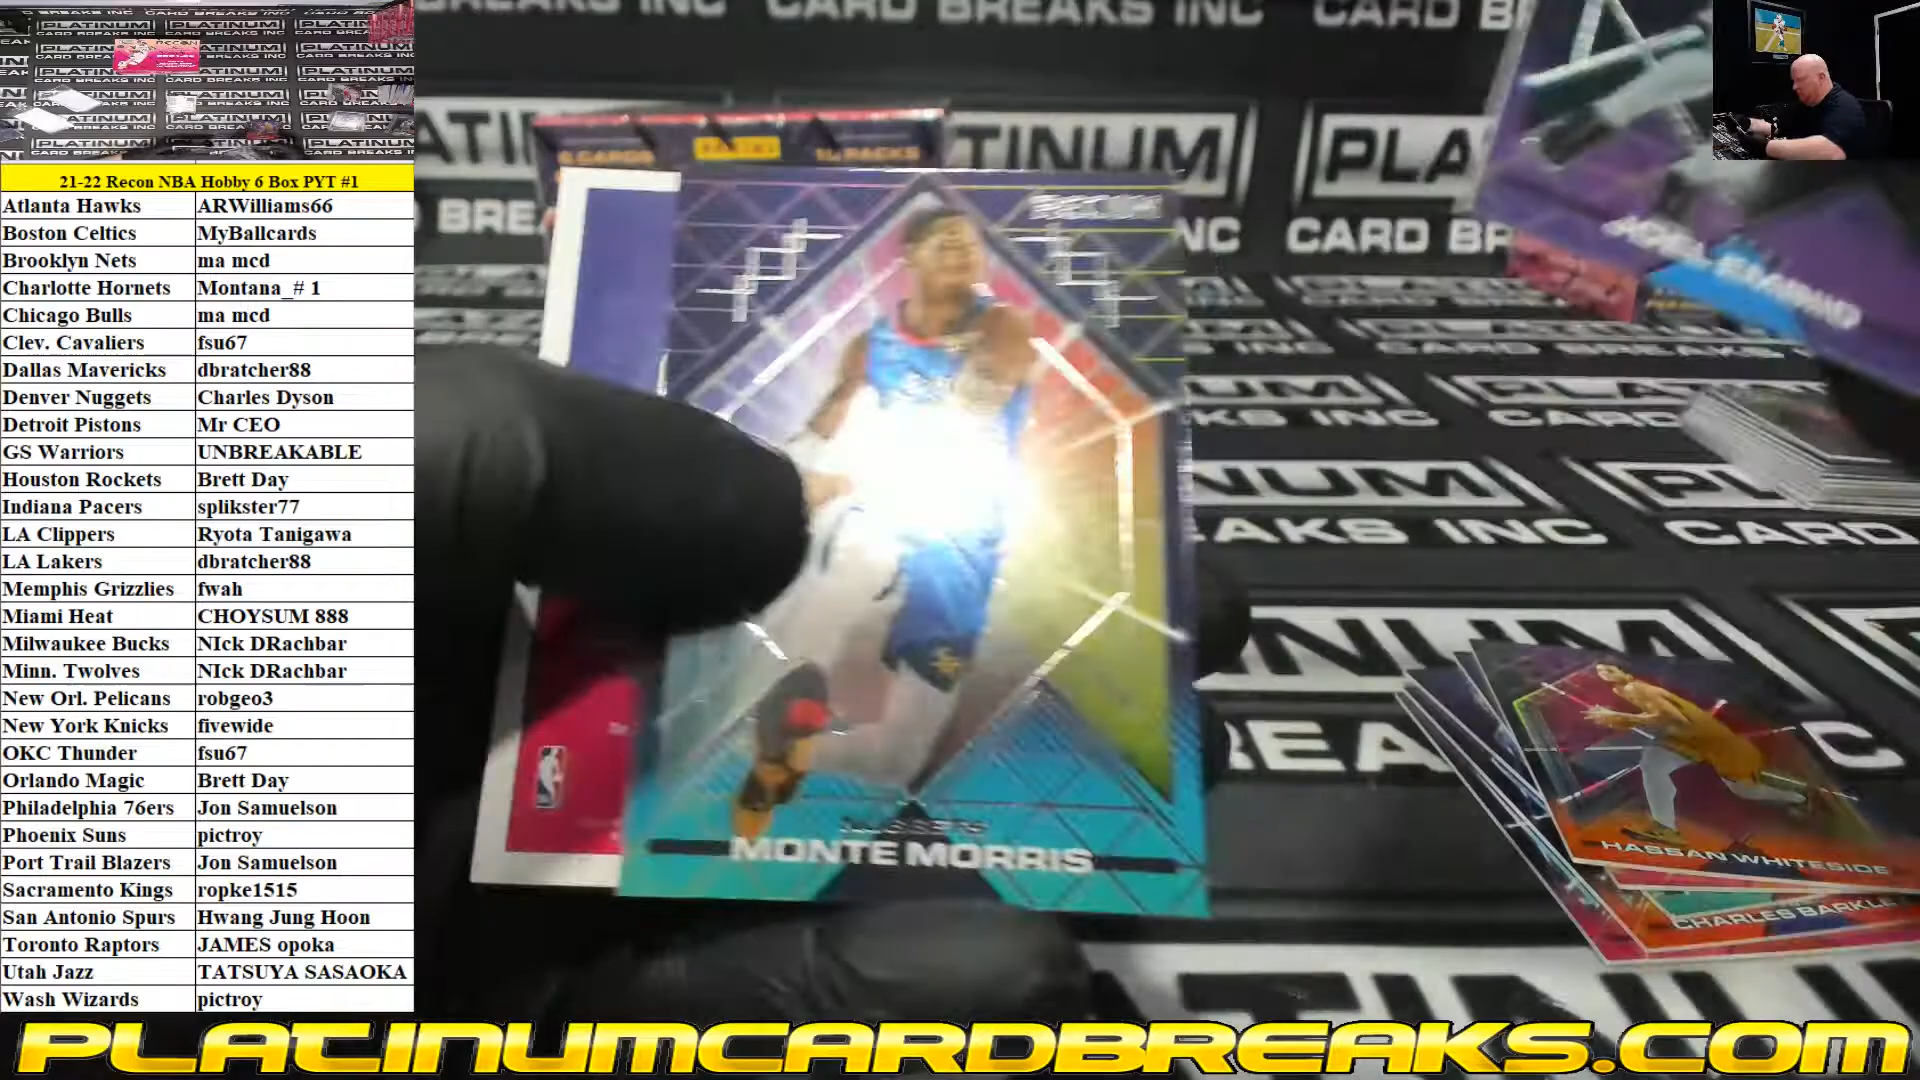 21-22 Recon NBA Hobby 6 Box PYT #1
Atlanta Hawks ARWilliams66
Boston Celtics MyBallcards
Brooklyn Nets ma mcd
Charlotte Hornets Montana_# 1
Chicago Bulls ma mcd
Clev. Cavaliers fsu67
Dallas Mavericks dbratcher88
Denver Nuggets Charles Dyson
Detroit Pistons Mr CEO
GS Warriors UNBREAKABLE
Houston Rockets Brett Day
Indiana Pacers splikster77
LA Clippers Ryota Tanigawa
LA Lakers dbratcher88
Memphis Grizzlies fwah
Miami Heat CHOYSUM 888
Milwaukee Bucks NIck DRachbar
Minn. Twolves NIck DRachbar
New Orl. Pelicans robgeo3
New York Knicks fivewide
OKC Thunder fsu67
Orlando Magic Brett Day
Philadelphia 76ers Jon Samuelson
Phoenix Suns pictroy
Port Trail Blazers Jon Samuelson
Sacramento Kings ropke1515
San Antonio Spurs Hwang Jung Hoon
Toronto Raptors JAMES opoka
Utah Jazz TATSUYA SASAOKA
Wash Wizards pictroy
CARD BREAKS INC
PANINI
RECON
NUGGETS
MONTE MORRIS
JOEL EMBIID
HASSAN WHITESIDE
CHARLES BARKLE
PLATINUMCARDBREAKS.COM